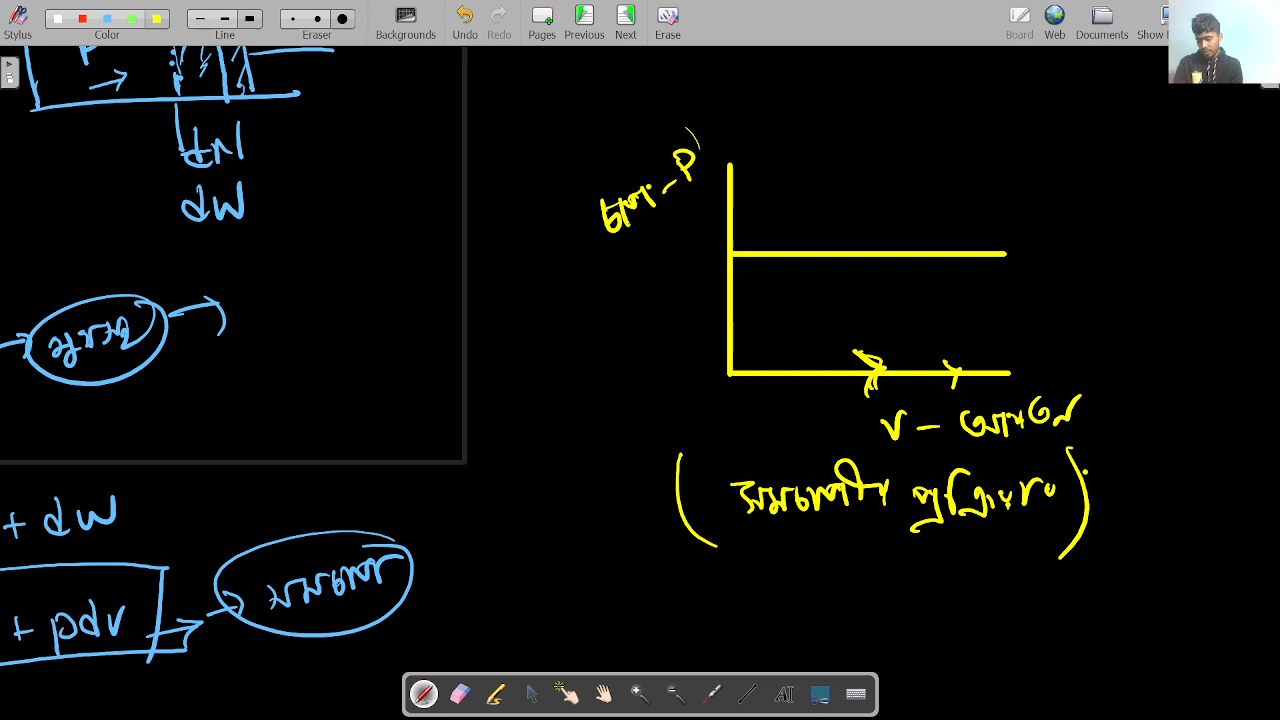 Stylus
Color
Line
Eraser
Backgrounds
Undo
Redo
Pages
Previous
Next
Erase
Board
Web
Documents
P
dx
dW
চাপ - P
V - আয়তন
( সমচাপীয় প্রক্রিয়া )
+ dW
+ pdv
সমচাপ